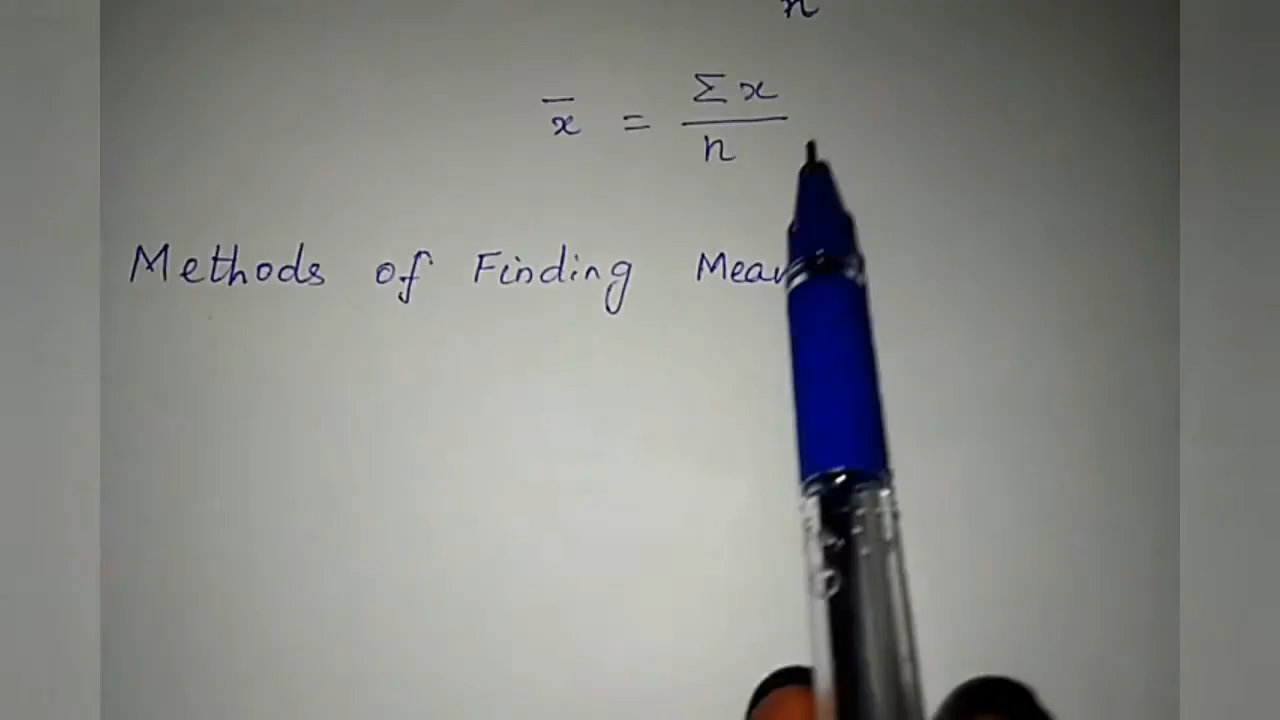 n
x̄ = Σx / n
Methods of Finding Mean